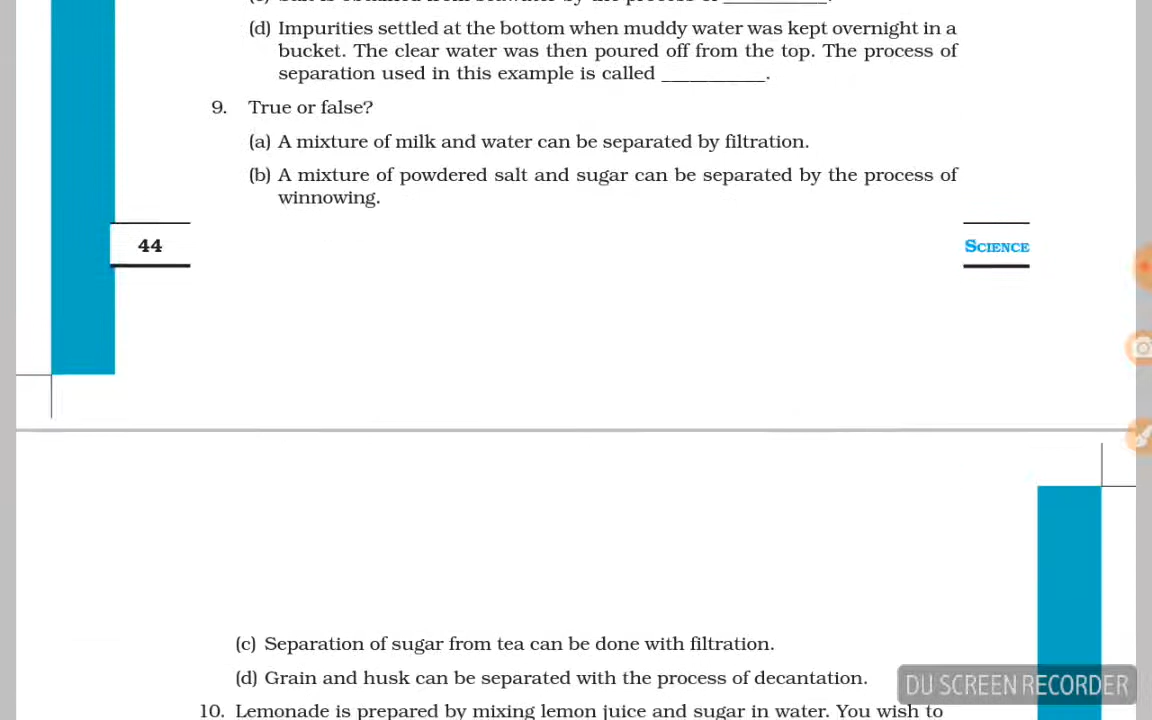 (d) Impurities settled at the bottom when muddy water was kept overnight in a
bucket. The clear water was then poured off from the top. The process of
separation used in this example is called __________.
9. True or false?
(a) A mixture of milk and water can be separated by filtration.
(b) A mixture of powdered salt and sugar can be separated by the process of
winnowing.
44
SCIENCE
(c) Separation of sugar from tea can be done with filtration.
(d) Grain and husk can be separated with the process of decantation.
DU SCREEN RECORDER
10. Lemonade is prepared by mixing lemon juice and sugar in water. You wish to